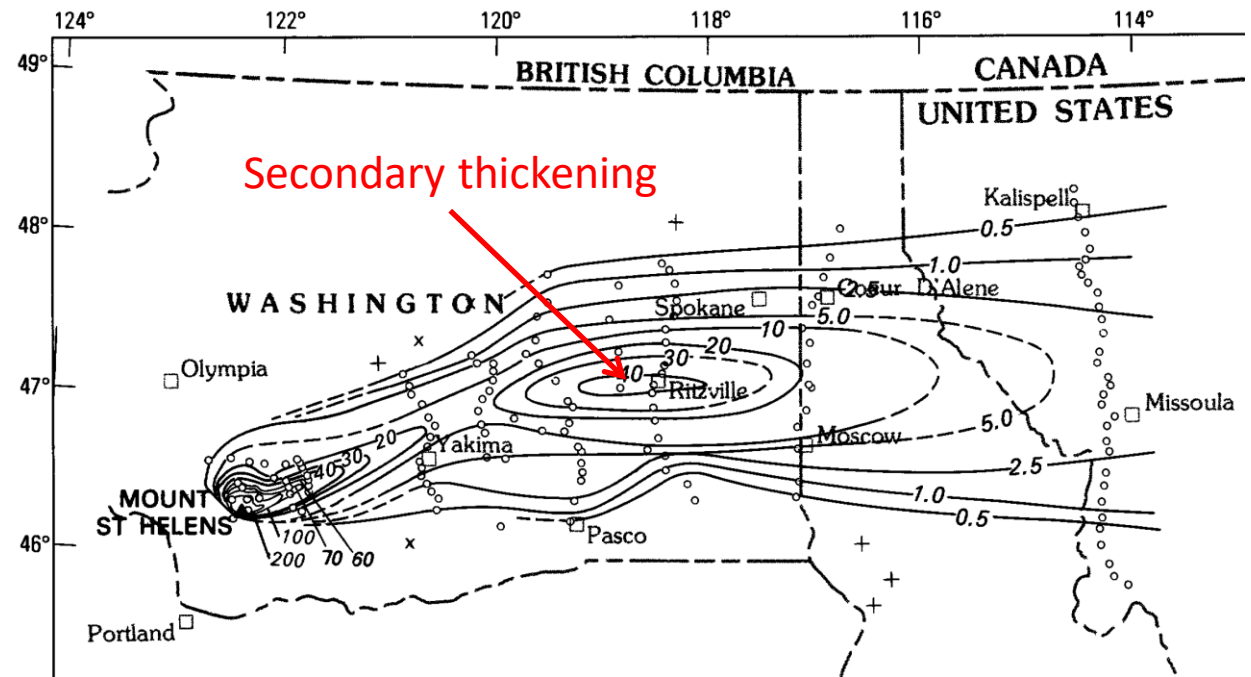 124° 122° 120° 118° 116° 114°
49°
BRITISH COLUMBIA CANADA
UNITED STATES
Secondary thickening
48°
Kalispell
0.5
1.0
WASHINGTON
Spokane
Coeur D'Alene
2.5
5.0
10
20
30
40
Olympia
47°
Ritzville
Missoula
5.0
20
Yakima
Moscow
30
40
2.5
MOUNT
ST HELENS
1.0
0.5
100
200 70 60
Pasco
46°
Portland